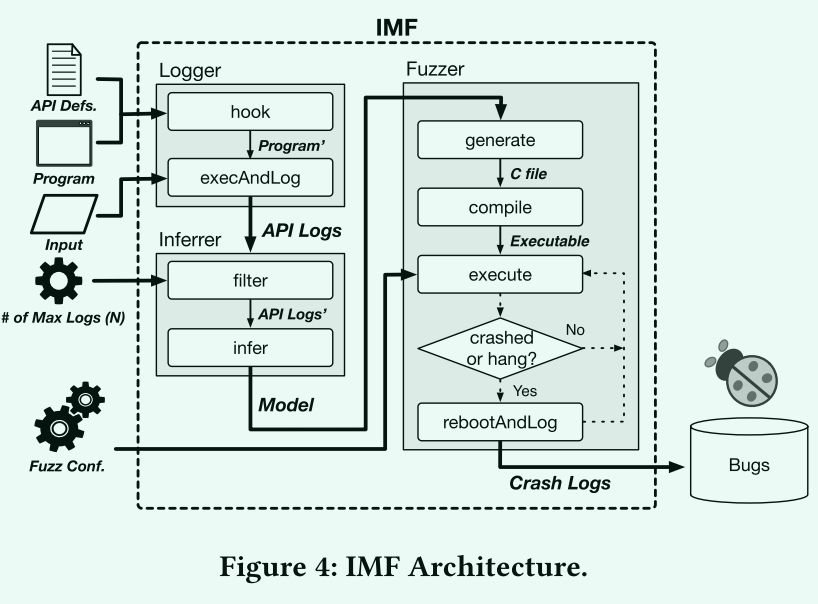 IMF
Logger
Fuzzer
API Defs.
hook
Program’
Program
execAndLog
Input
API Logs
Inferrer
filter
# of Max Logs (N)
API Logs’
infer
Model
Fuzz Conf.
generate
C file
compile
Executable
execute
crashed
or hang?
No
Yes
rebootAndLog
Crash Logs
Bugs
Figure 4: IMF Architecture.